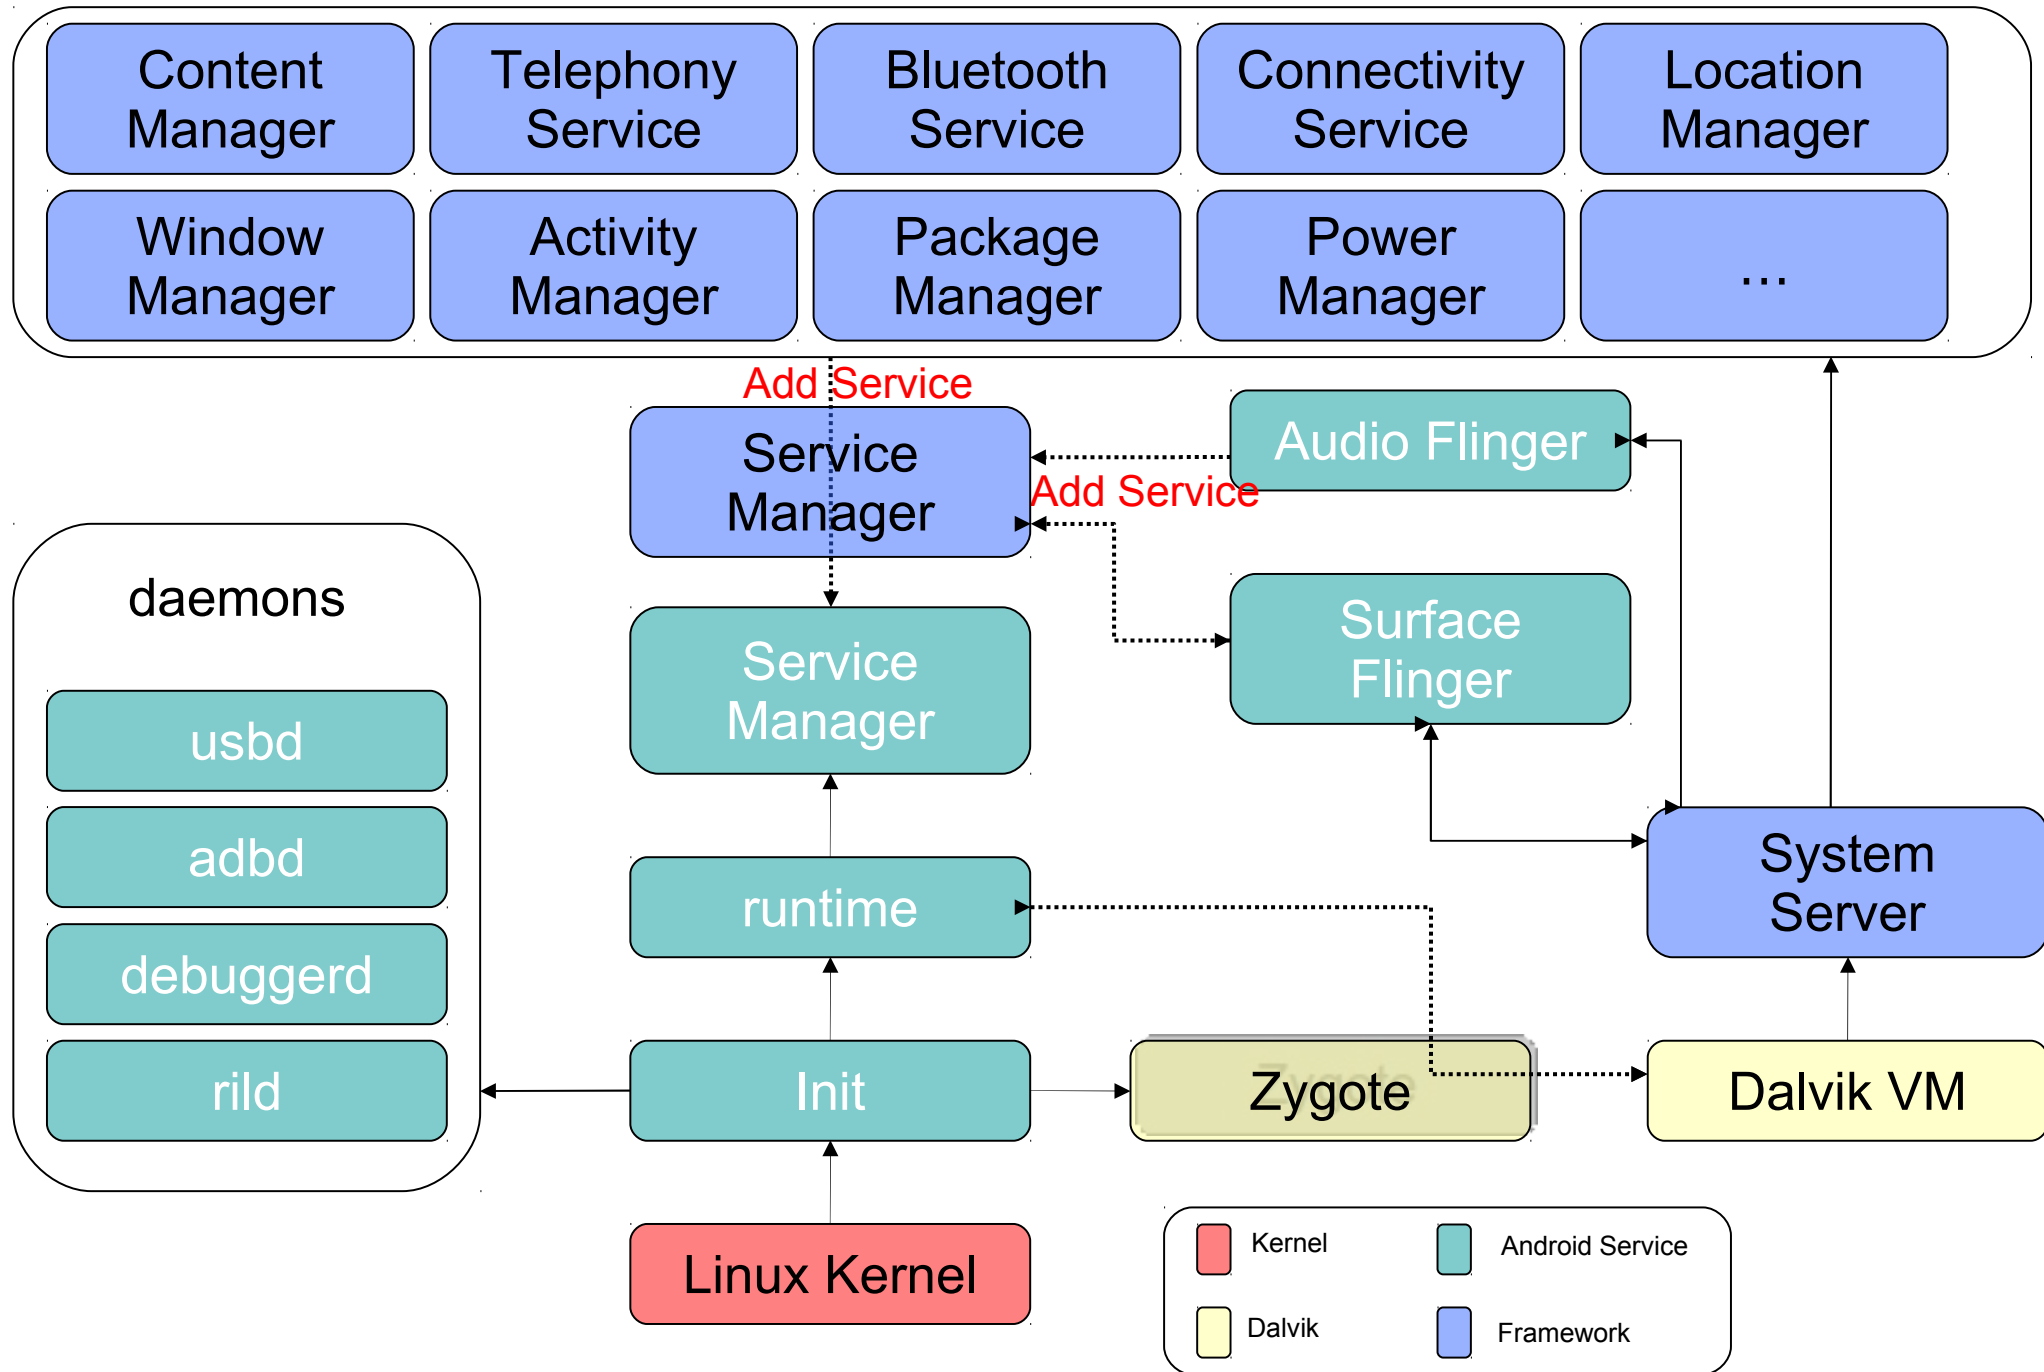 Content
Manager
Telephony
Service
Bluetooth
Service
Connectivity
Service
Location
Manager
Window
Manager
Activity
Manager
Package
Manager
Power
Manager
...
Add Service
Service
Manager
Audio Flinger
Add Service
daemons
Surface
Flinger
Service
Manager
usbd
adbd
runtime
System
Server
debuggerd
rild
Init
Zygote
Zygote
Dalvik VM
Linux Kernel
Kernel
Android Service
Dalvik
Framework